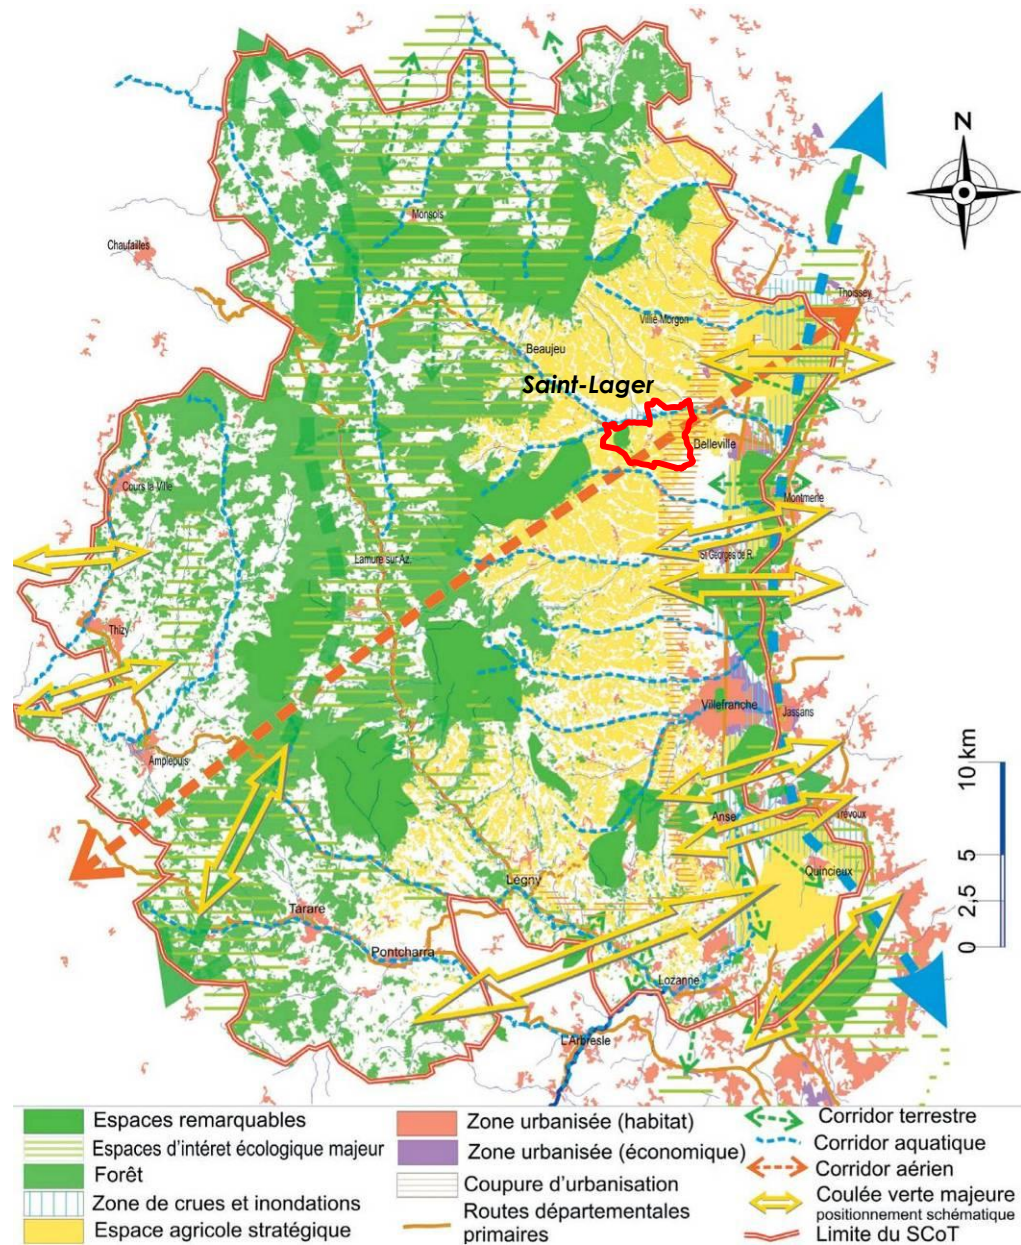 N
Monsols
Chaufailles
Thoissey
Villié-Morgon
Beaujeu
Saint-Lager
Belleville
Cours la Ville
Montmerle
St Georges de R.
Lamure sur Az.
Thizy
Villefranche
Jassans
Amplepuis
10 km
5
2,5
0
Anse
Trévoux
Quincieux
Légny
Tarare
Pontcharra
Lozanne
L'Arbresle
Espaces remarquables
Espaces d'intéret écologique majeur
Forêt
Zone de crues et inondations
Espace agricole stratégique
Zone urbanisée (habitat)
Zone urbanisée (économique)
Coupure d'urbanisation
Routes départementales
primaires
Corridor terrestre
Corridor aquatique
Corridor aérien
Coulée verte majeure
positionnement schématique
Limite du SCoT